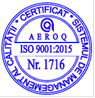 CERTIFICAT • SISTEMUL DE MANAGEMENT AL CALITĂȚII •
AEROQ
ISO 9001:2015
Nr. 1716